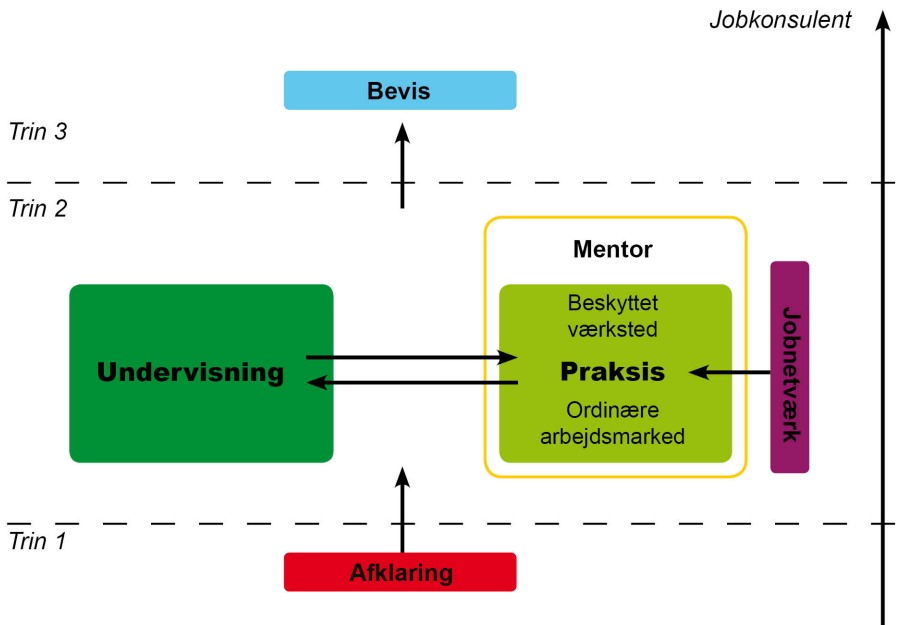 Jobkonsulent
Bevis
Trin 3
Trin 2
Mentor
Beskyttet
værksted
Undervisning
Praksis
Ordinære
arbejdsmarked
Jobnetværk
Trin 1
Afklaring